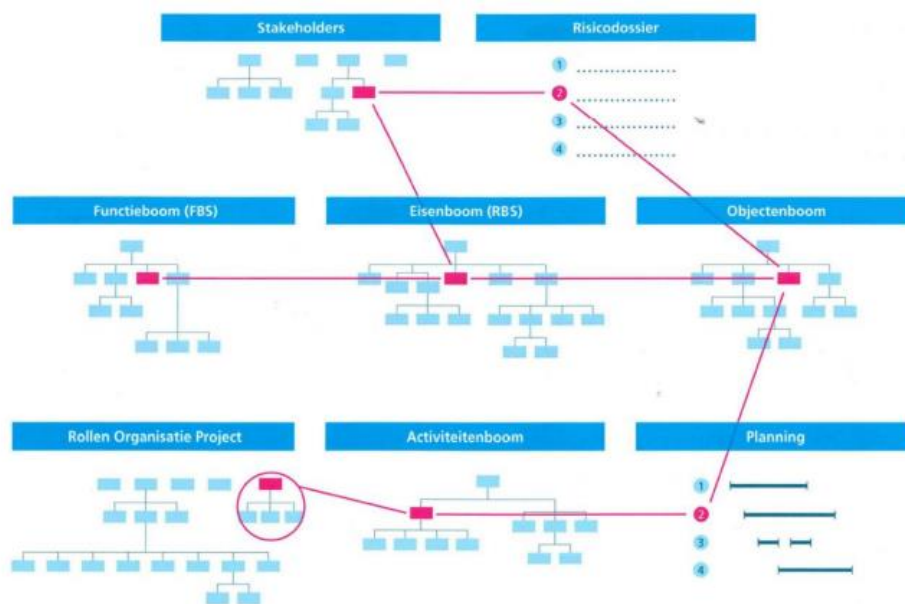 Stakeholders
Risicodossier
1
2
3
4
Functieboom (FBS)
Eisenboom (RBS)
Objectenboom
Rollen Organisatie Project
Activiteitenboom
Planning
1
2
3
4